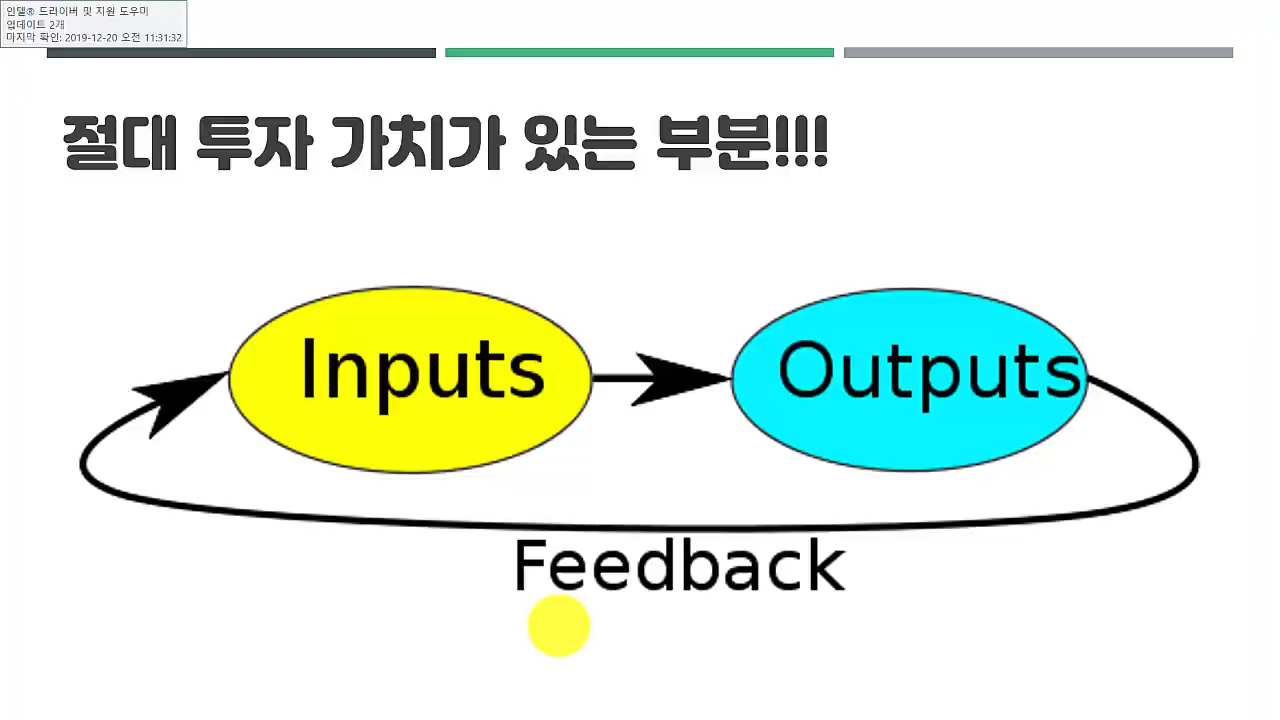 인텔® 드라이버 및 지원 도우미
업데이트 2개
마지막 확인: 2019-12-20 오전 11:31:32
절대 투자 가치가 있는 부분!!!
Inputs
Outputs
Feedback